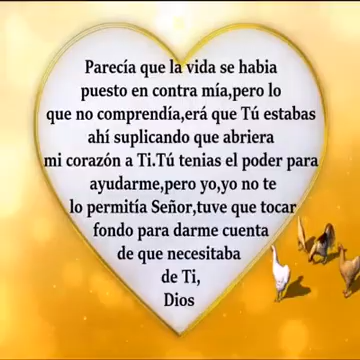 Parecía que la vida se habia
puesto en contra mía,pero lo
que no comprendía,erá que Tú estabas
ahí suplicando que abriera
mi corazón a Ti.Tú tenias el poder para
ayudarme,pero yo,yo no te
lo permitía Señor,tuve que tocar
fondo para darme cuenta
de que necesitaba
de Ti,
Dios